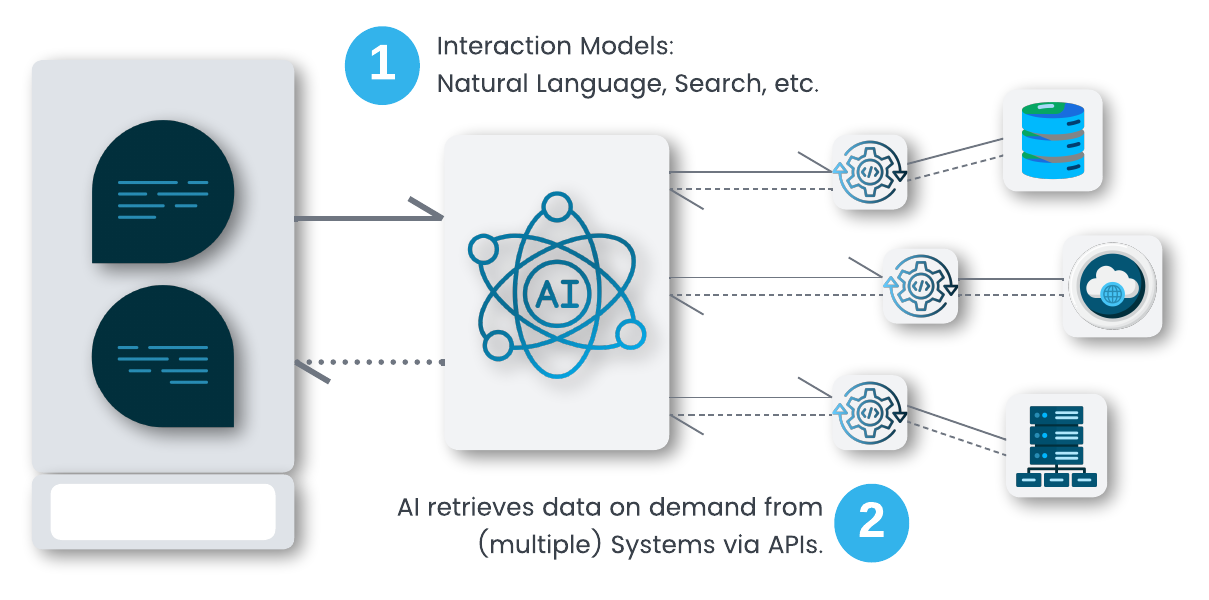 1
Interaction Models:
Natural Language, Search, etc.
</>
</>
AI
</>
AI retrieves data on demand from
(multiple) Systems via APIs.
2